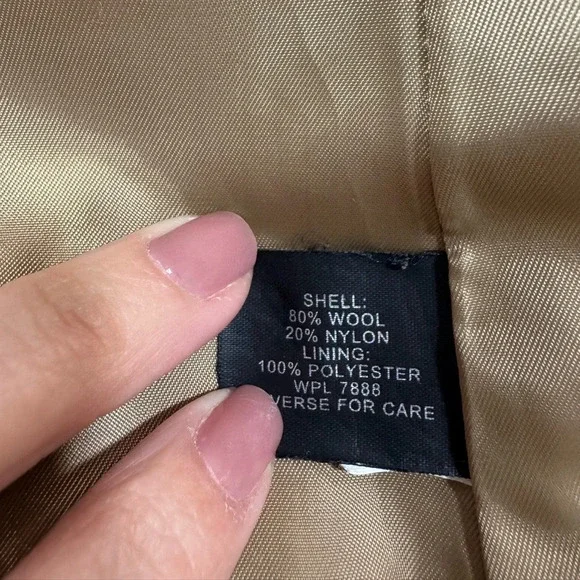 SHELL:
80% WOOL
20% NYLON
LINING:
100% POLYESTER
WPL 7888
VERSE FOR CARE